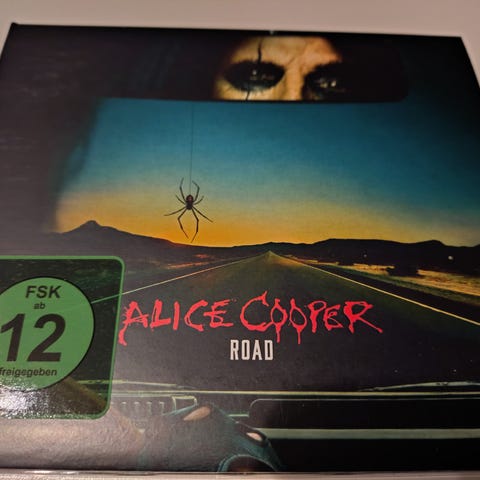 FSK
ab
12
freigegeben
ALICE COOPER
ROAD